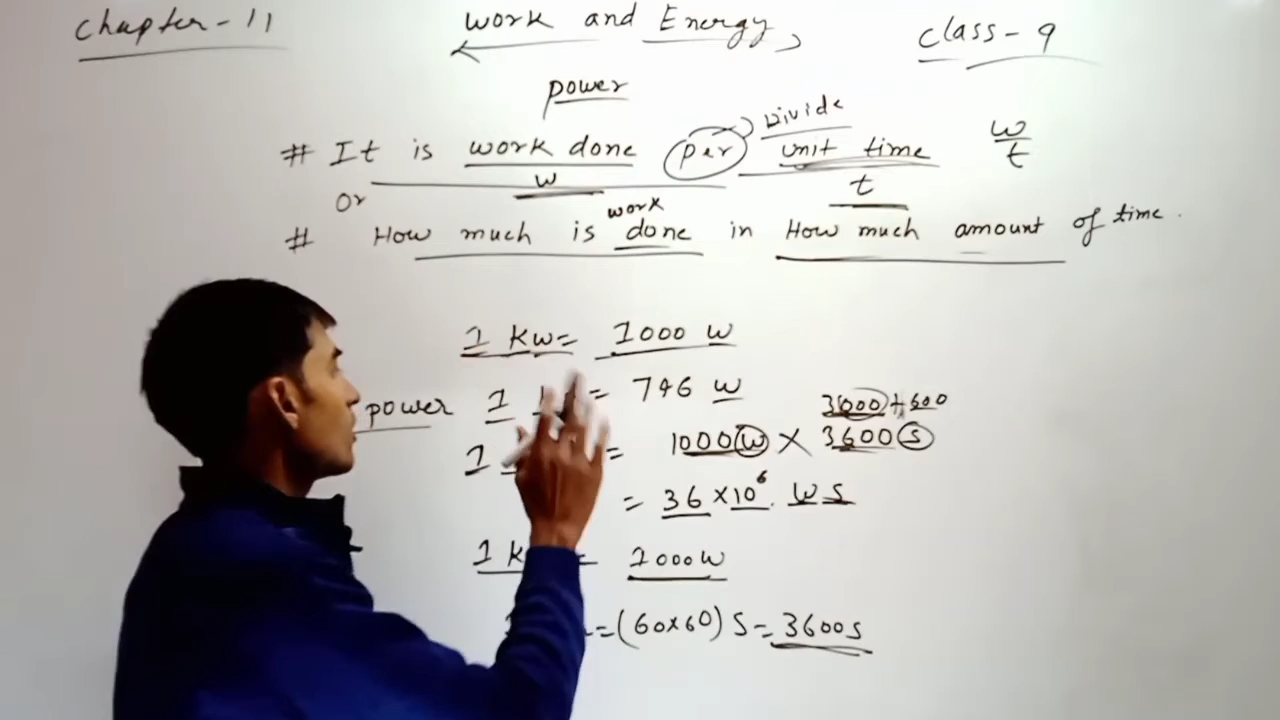 Chapter-11
work and Energy
Class-9
power
Divide
# It is work done per unit time w/t
w t
Or
work
# How much is done in How much amount of time.
1 kw = 1000 w
power 1 = 746 w
3000+600
1 = 1000 w × 3600 s
= 36 ×10⁶. w s
1 k = 1000 w
=(60×60) S = 3600s